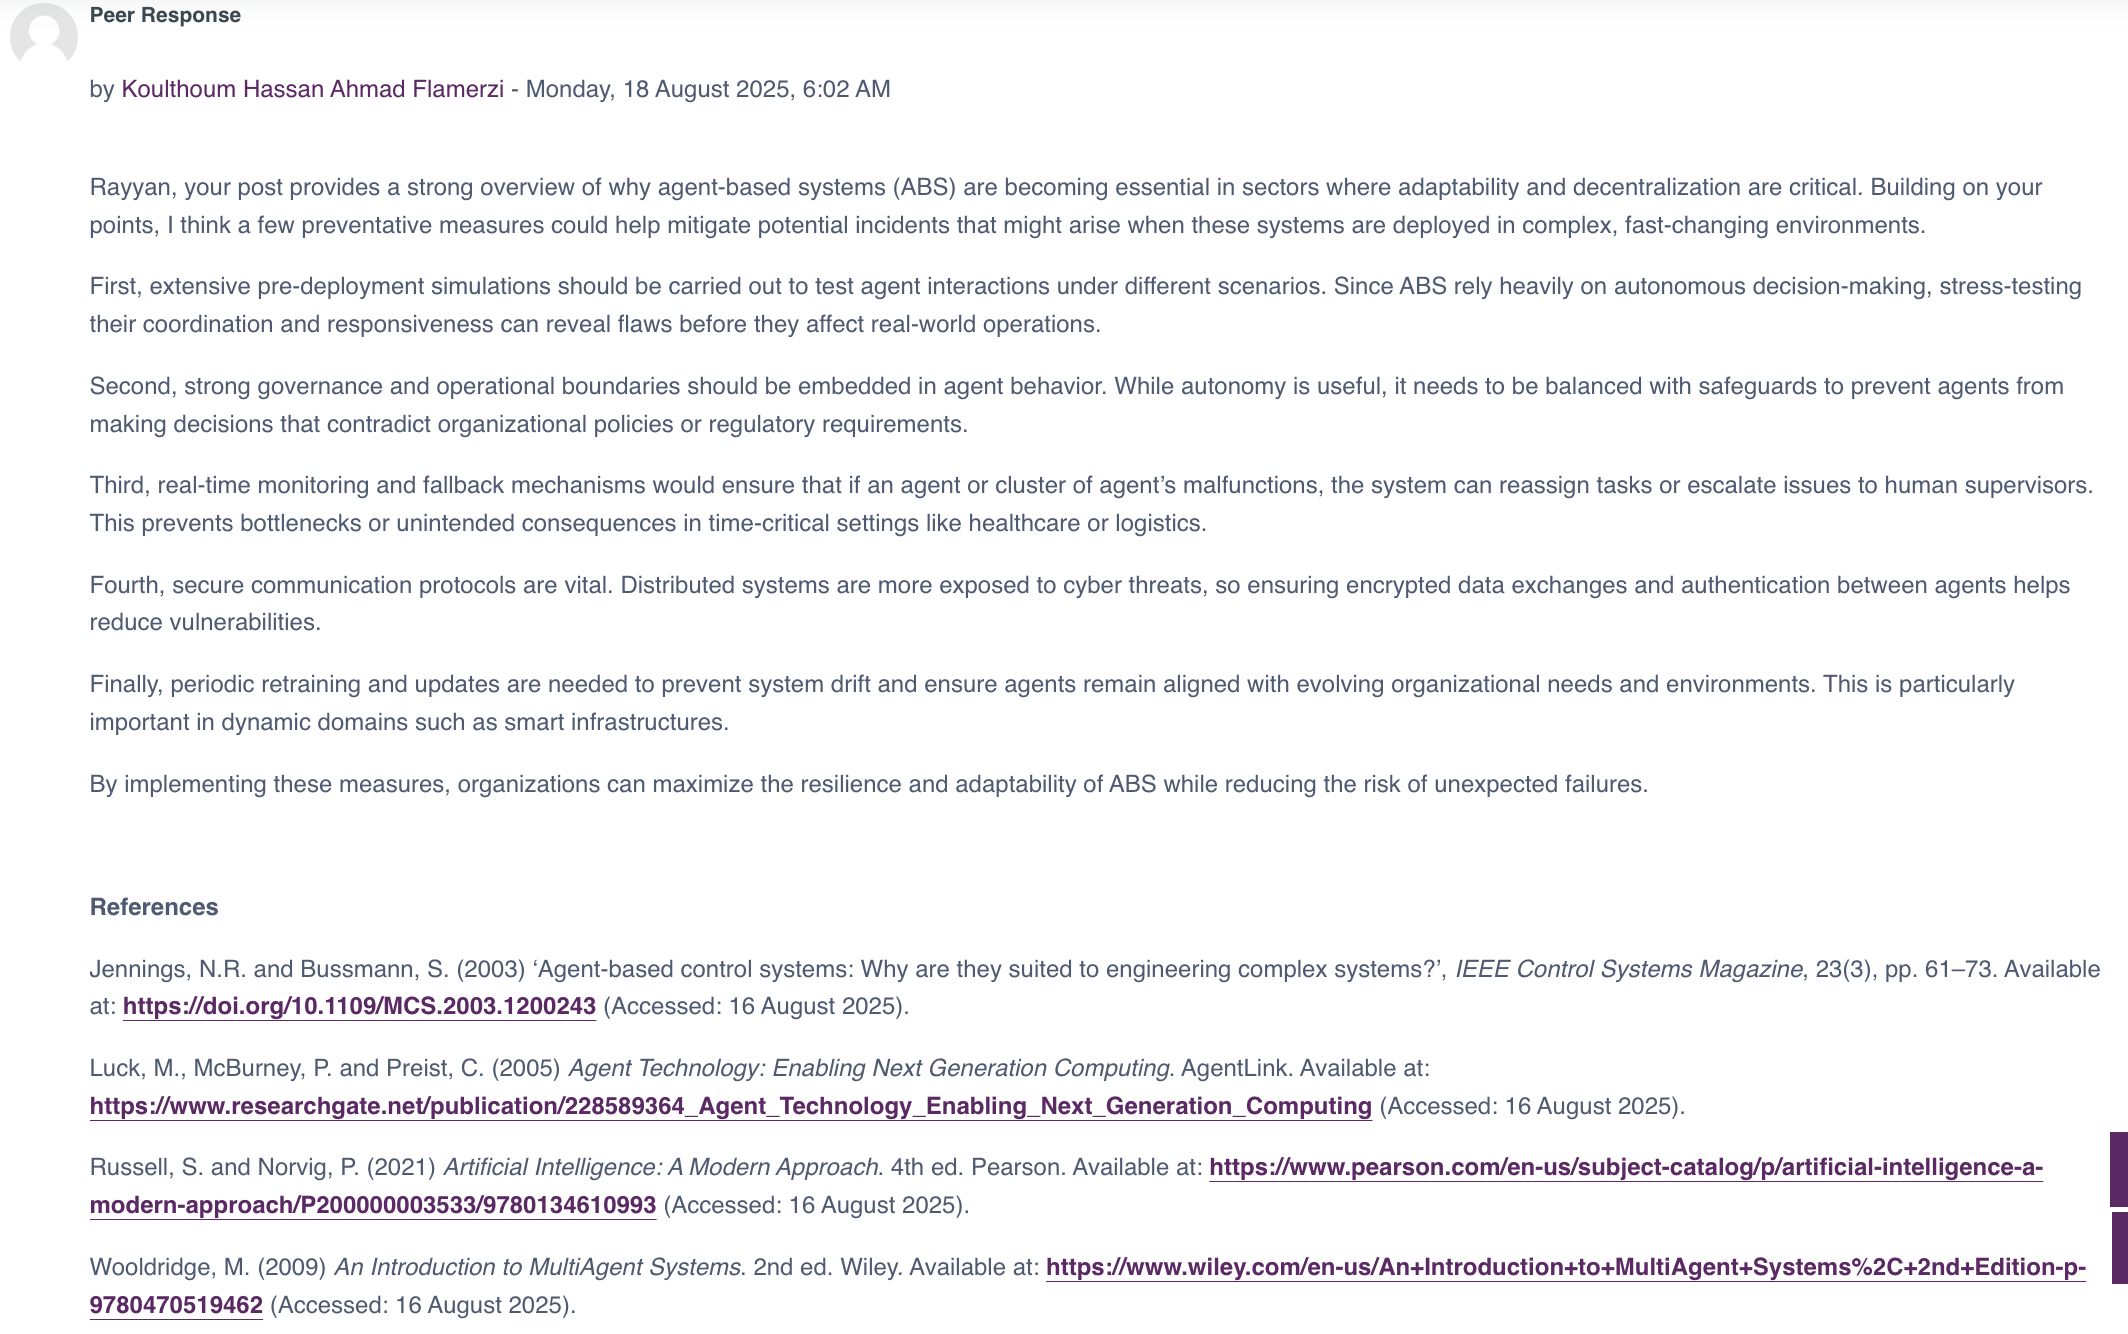 Peer Response
by Koulthoum Hassan Ahmad Flamerzi - Monday, 18 August 2025, 6:02 AM
Rayyan, your post provides a strong overview of why agent-based systems (ABS) are becoming essential in sectors where adaptability and decentralization are critical. Building on your
points, I think a few preventative measures could help mitigate potential incidents that might arise when these systems are deployed in complex, fast-changing environments.
First, extensive pre-deployment simulations should be carried out to test agent interactions under different scenarios. Since ABS rely heavily on autonomous decision-making, stress-testing
their coordination and responsiveness can reveal flaws before they affect real-world operations.
Second, strong governance and operational boundaries should be embedded in agent behavior. While autonomy is useful, it needs to be balanced with safeguards to prevent agents from
making decisions that contradict organizational policies or regulatory requirements.
Third, real-time monitoring and fallback mechanisms would ensure that if an agent or cluster of agent’s malfunctions, the system can reassign tasks or escalate issues to human supervisors.
This prevents bottlenecks or unintended consequences in time-critical settings like healthcare or logistics.
Fourth, secure communication protocols are vital. Distributed systems are more exposed to cyber threats, so ensuring encrypted data exchanges and authentication between agents helps
reduce vulnerabilities.
Finally, periodic retraining and updates are needed to prevent system drift and ensure agents remain aligned with evolving organizational needs and environments. This is particularly
important in dynamic domains such as smart infrastructures.
By implementing these measures, organizations can maximize the resilience and adaptability of ABS while reducing the risk of unexpected failures.
References
Jennings, N.R. and Bussmann, S. (2003) ‘Agent-based control systems: Why are they suited to engineering complex systems?’, IEEE Control Systems Magazine, 23(3), pp. 61–73. Available
at: https://doi.org/10.1109/MCS.2003.1200243 (Accessed: 16 August 2025).
Luck, M., McBurney, P. and Preist, C. (2005) Agent Technology: Enabling Next Generation Computing. AgentLink. Available at:
https://www.researchgate.net/publication/228589364_Agent_Technology_Enabling_Next_Generation_Computing (Accessed: 16 August 2025).
Russell, S. and Norvig, P. (2021) Artificial Intelligence: A Modern Approach. 4th ed. Pearson. Available at: https://www.pearson.com/en-us/subject-catalog/p/artificial-intelligence-a-
modern-approach/P200000003533/9780134610993 (Accessed: 16 August 2025).
Wooldridge, M. (2009) An Introduction to MultiAgent Systems. 2nd ed. Wiley. Available at: https://www.wiley.com/en-us/An+Introduction+to+MultiAgent+Systems%2C+2nd+Edition-p-
9780470519462 (Accessed: 16 August 2025).